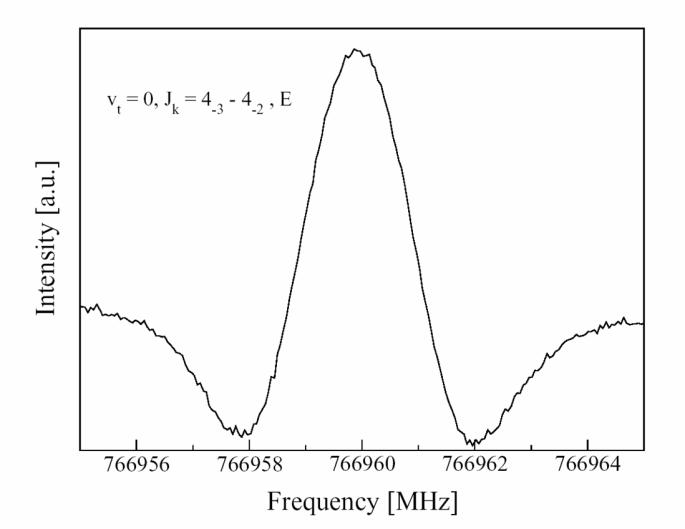 v_t = 0, J_k = 4_-3 - 4_-2 , E
Intensity [a.u.]
766956 766958 766960 766962 766964
Frequency [MHz]